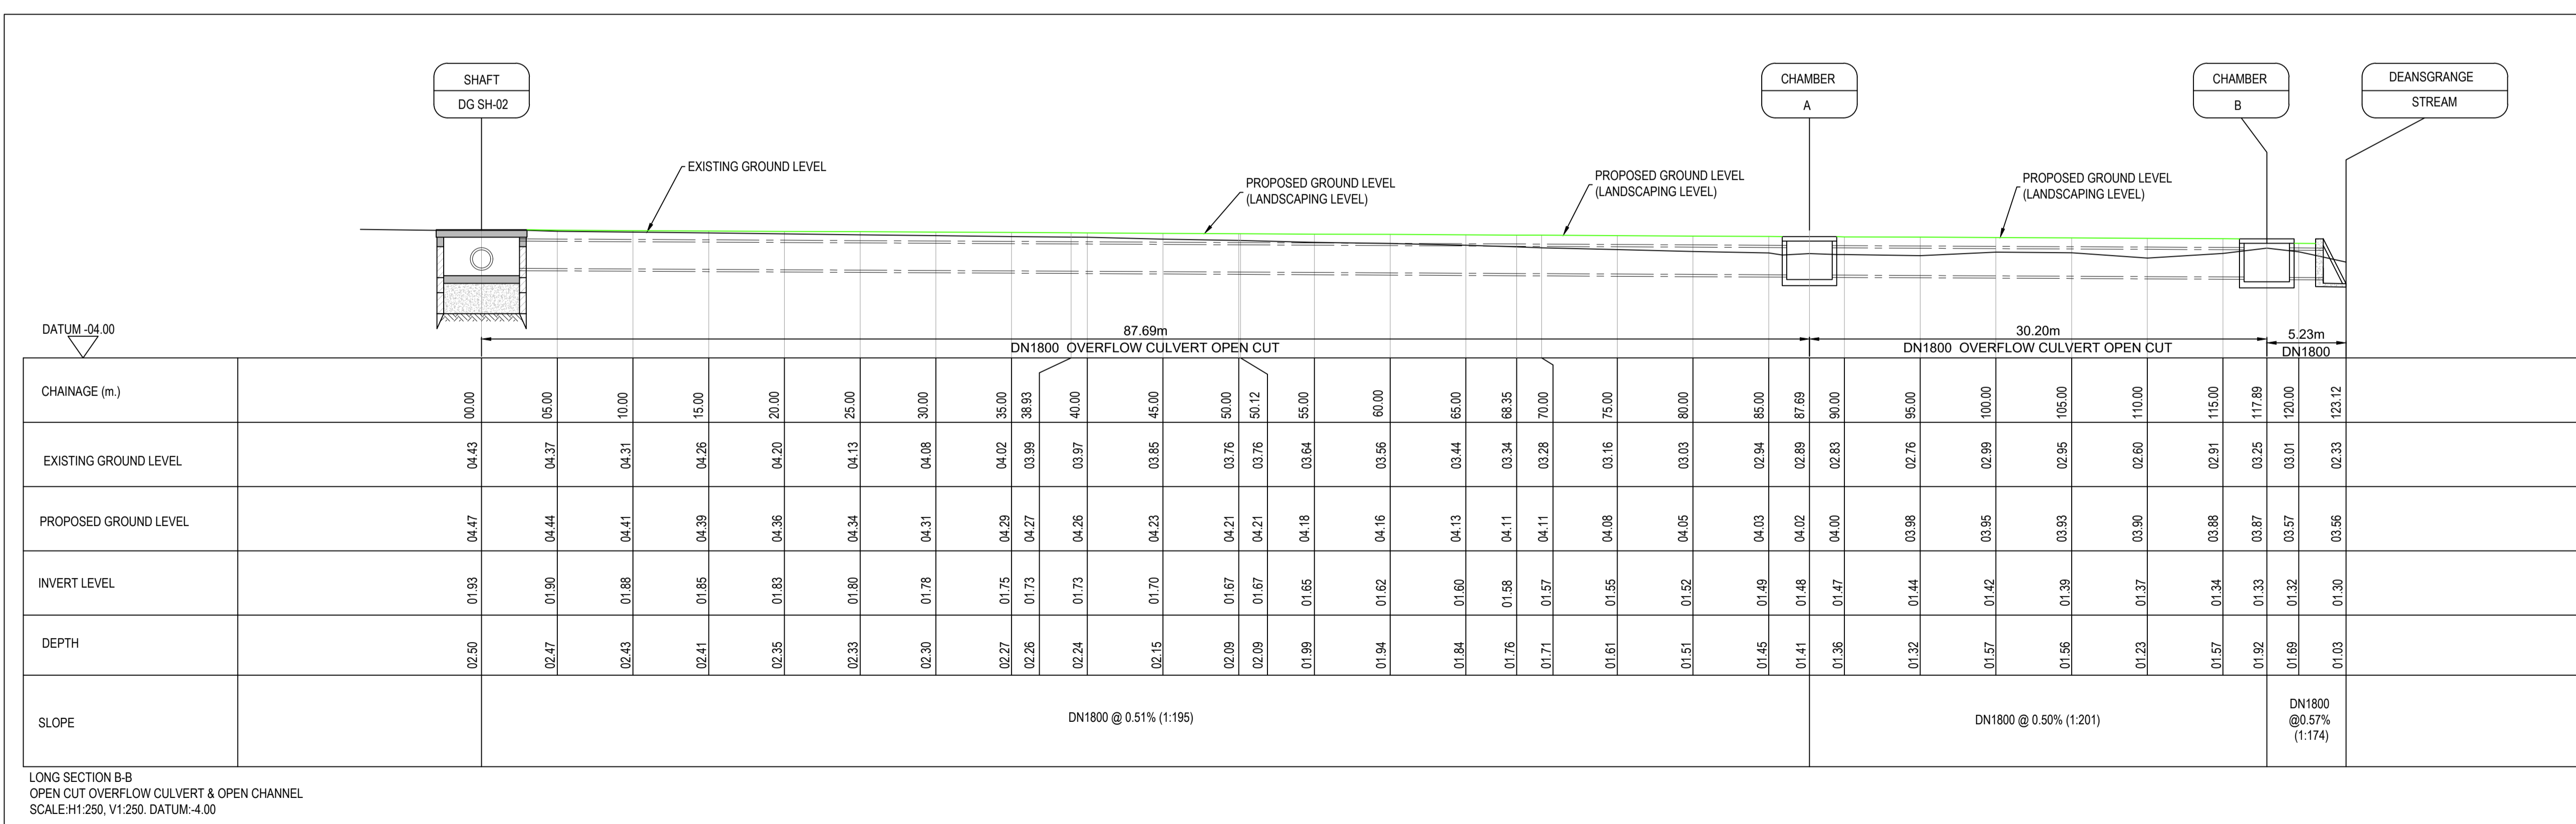 SHAFT
DG SH-02
CHAMBER
A
CHAMBER
B
DEANSGRANGE
STREAM
EXISTING GROUND LEVEL
PROPOSED GROUND LEVEL
(LANDSCAPING LEVEL)
PROPOSED GROUND LEVEL
(LANDSCAPING LEVEL)
PROPOSED GROUND LEVEL
(LANDSCAPING LEVEL)
DATUM -04.00
87.69m
DN1800 OVERFLOW CULVERT OPEN CUT
30.20m
DN1800 OVERFLOW CULVERT OPEN CUT
5.23m
DN1800
CHAINAGE (m.) 00.00 05.00 10.00 15.00 20.00 25.00 30.00 35.00 38.93 40.00 45.00 50.00 50.12 55.00 60.00 65.00 68.35 70.00 75.00 80.00 85.00 87.69 90.00 95.00 100.00 105.00 110.00 115.00 117.89 120.00 123.12
EXISTING GROUND LEVEL 04.43 04.37 04.31 04.26 04.20 04.13 04.08 04.02 03.99 03.97 03.85 03.76 03.76 03.64 03.56 03.44 03.34 03.28 03.16 03.03 02.94 02.89 02.83 02.76 02.99 02.95 02.60 02.91 03.25 03.01 02.33
PROPOSED GROUND LEVEL 04.47 04.44 04.41 04.39 04.36 04.34 04.31 04.29 04.27 04.26 04.23 04.21 04.21 04.18 04.16 04.13 04.11 04.11 04.08 04.05 04.03 04.02 04.00 03.98 03.95 03.93 03.90 03.88 03.87 03.57 03.56
INVERT LEVEL 01.93 01.90 01.88 01.85 01.83 01.80 01.78 01.75 01.73 01.73 01.70 01.67 01.67 01.65 01.62 01.60 01.58 01.57 01.55 01.52 01.49 01.48 01.47 01.44 01.42 01.39 01.37 01.34 01.33 01.32 01.30
DEPTH 02.50 02.47 02.43 02.41 02.35 02.33 02.30 02.27 02.26 02.24 02.15 02.09 02.09 01.99 01.94 01.84 01.76 01.71 01.61 01.51 01.45 01.41 01.36 01.32 01.57 01.56 01.23 01.57 01.92 01.69 01.03
SLOPE
DN1800 @ 0.51% (1:195)
DN1800 @ 0.50% (1:201)
DN1800
@0.57%
(1:174)
LONG SECTION B-B
OPEN CUT OVERFLOW CULVERT & OPEN CHANNEL
SCALE:H1:250, V1:250. DATUM:-4.00